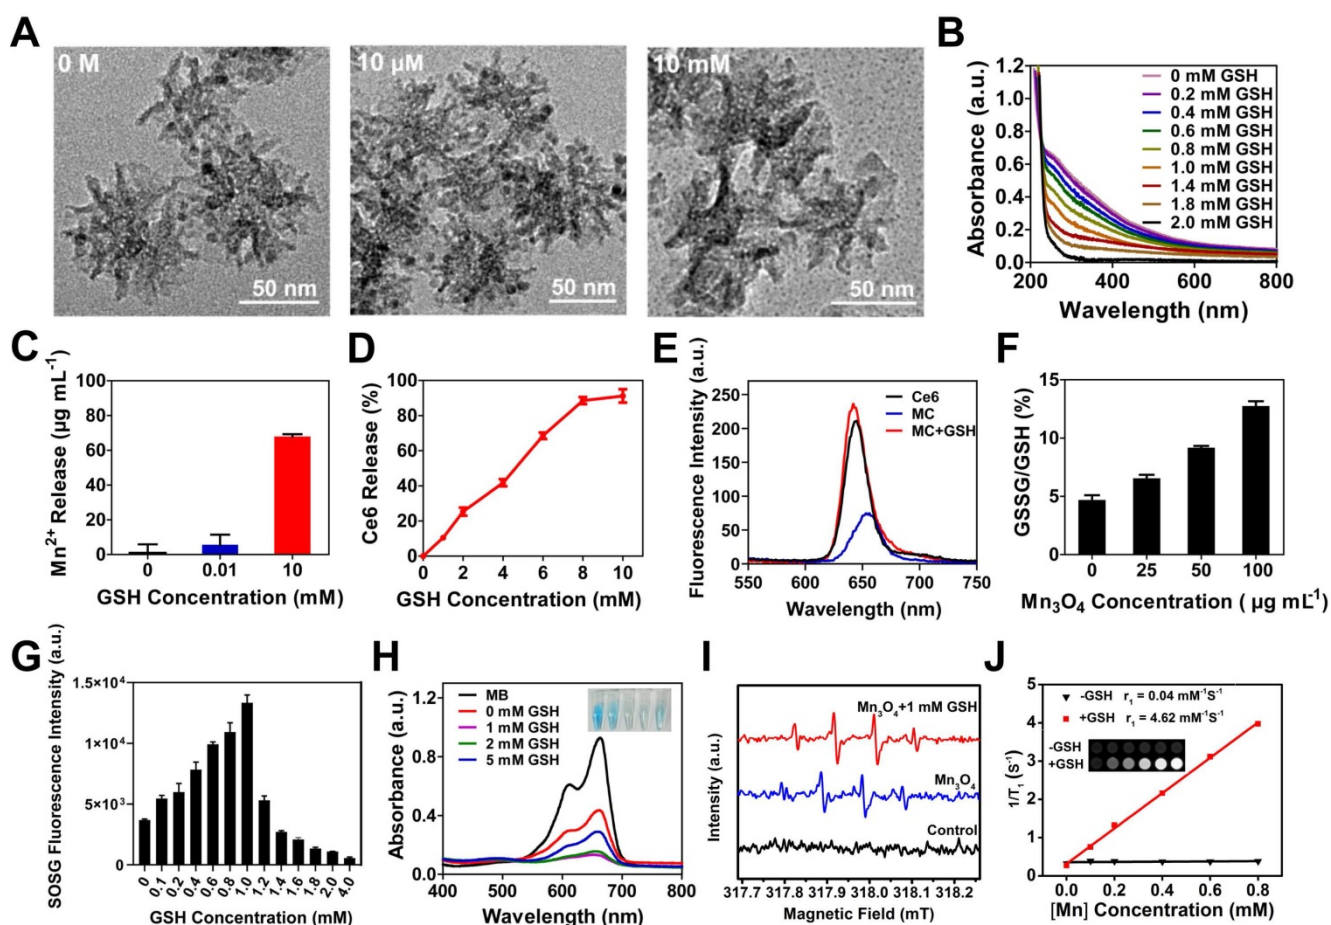 A
0 M
50 nm
10 µM
50 nm
10 mM
50 nm
B
Absorbance (a.u.)
1.2
1.0
0.8
0.6
0.4
0.2
0.0
200
400
600
800
Wavelength (nm)
0 mM GSH
0.2 mM GSH
0.4 mM GSH
0.6 mM GSH
0.8 mM GSH
1.0 mM GSH
1.4 mM GSH
1.8 mM GSH
2.0 mM GSH
C
Mn²⁺ Release (µg mL⁻¹)
100
80
60
40
20
0
0
0.01
10
GSH Concentration (mM)
D
Ce6 Release (%)
100
80
60
40
20
0
0
2
4
6
8
10
GSH Concentration (mM)
E
Fluorescence Intensity (a.u.)
250
200
150
100
50
0
550
600
650
700
750
Wavelength (nm)
Ce6
MC
MC+GSH
F
GSSG/GSH (%)
15
10
5
0
0
25
50
100
Mn₃O₄ Concentration ( µg mL⁻¹)
G
SOSG Fluorescence Intensity (a.u.)
1.5×10⁴
1×10⁴
5×10³
0
0
0.1
0.2
0.4
0.6
0.8
1.0
1.2
1.4
1.6
1.8
2.0
4.0
GSH Concentration (mM)
H
Absorbance (a.u.)
1.2
0.8
0.4
0.0
400
500
600
700
800
Wavelength (nm)
MB
0 mM GSH
1 mM GSH
2 mM GSH
5 mM GSH
I
Intensity (a.u.)
Mn₃O₄+1 mM GSH
Mn₃O₄
Control
317.7
317.8
317.9
318.0
318.1
318.2
Magnetic Field (mT)
J
1/T₁ (s⁻¹)
5
4
3
2
1
0
0.0
0.2
0.4
0.6
0.8
[Mn] Concentration (mM)
-GSH r₁ = 0.04 mM⁻¹S⁻¹
+GSH r₁ = 4.62 mM⁻¹S⁻¹
-GSH
+GSH